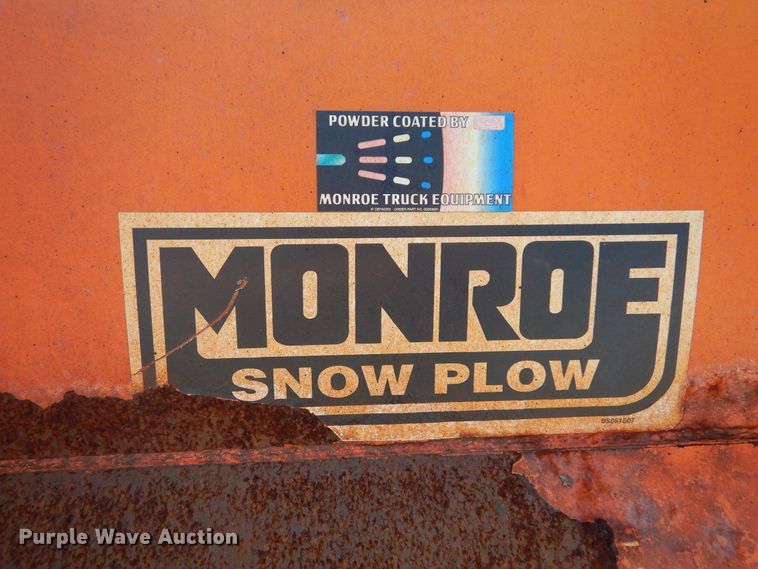 POWDER COATED BY
MONROE TRUCK EQUIPMENT
MONROE
SNOW PLOW
Purple Wave Auction